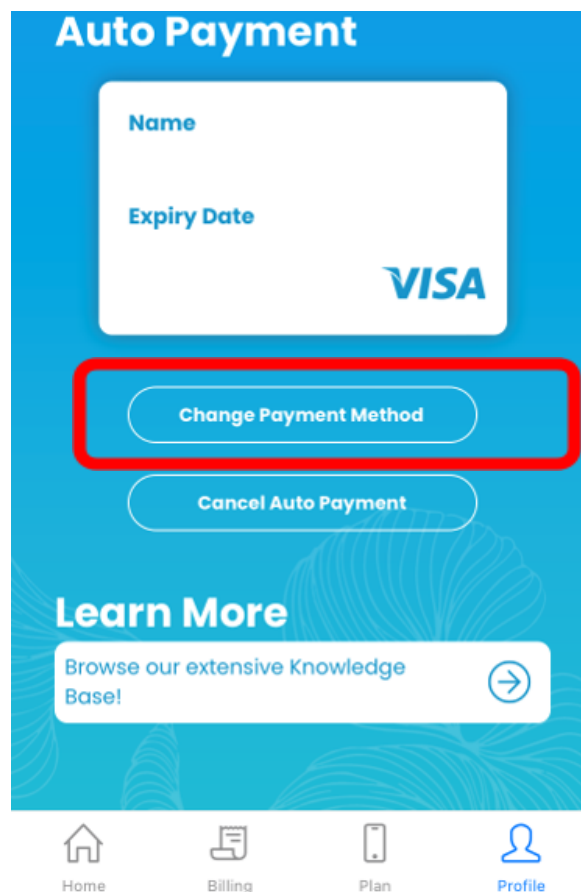 Auto Payment
Name
Expiry Date
VISA
Change Payment Method
Cancel Auto Payment
Learn More
Browse our extensive Knowledge
Base!
Home Billing Plan Profile